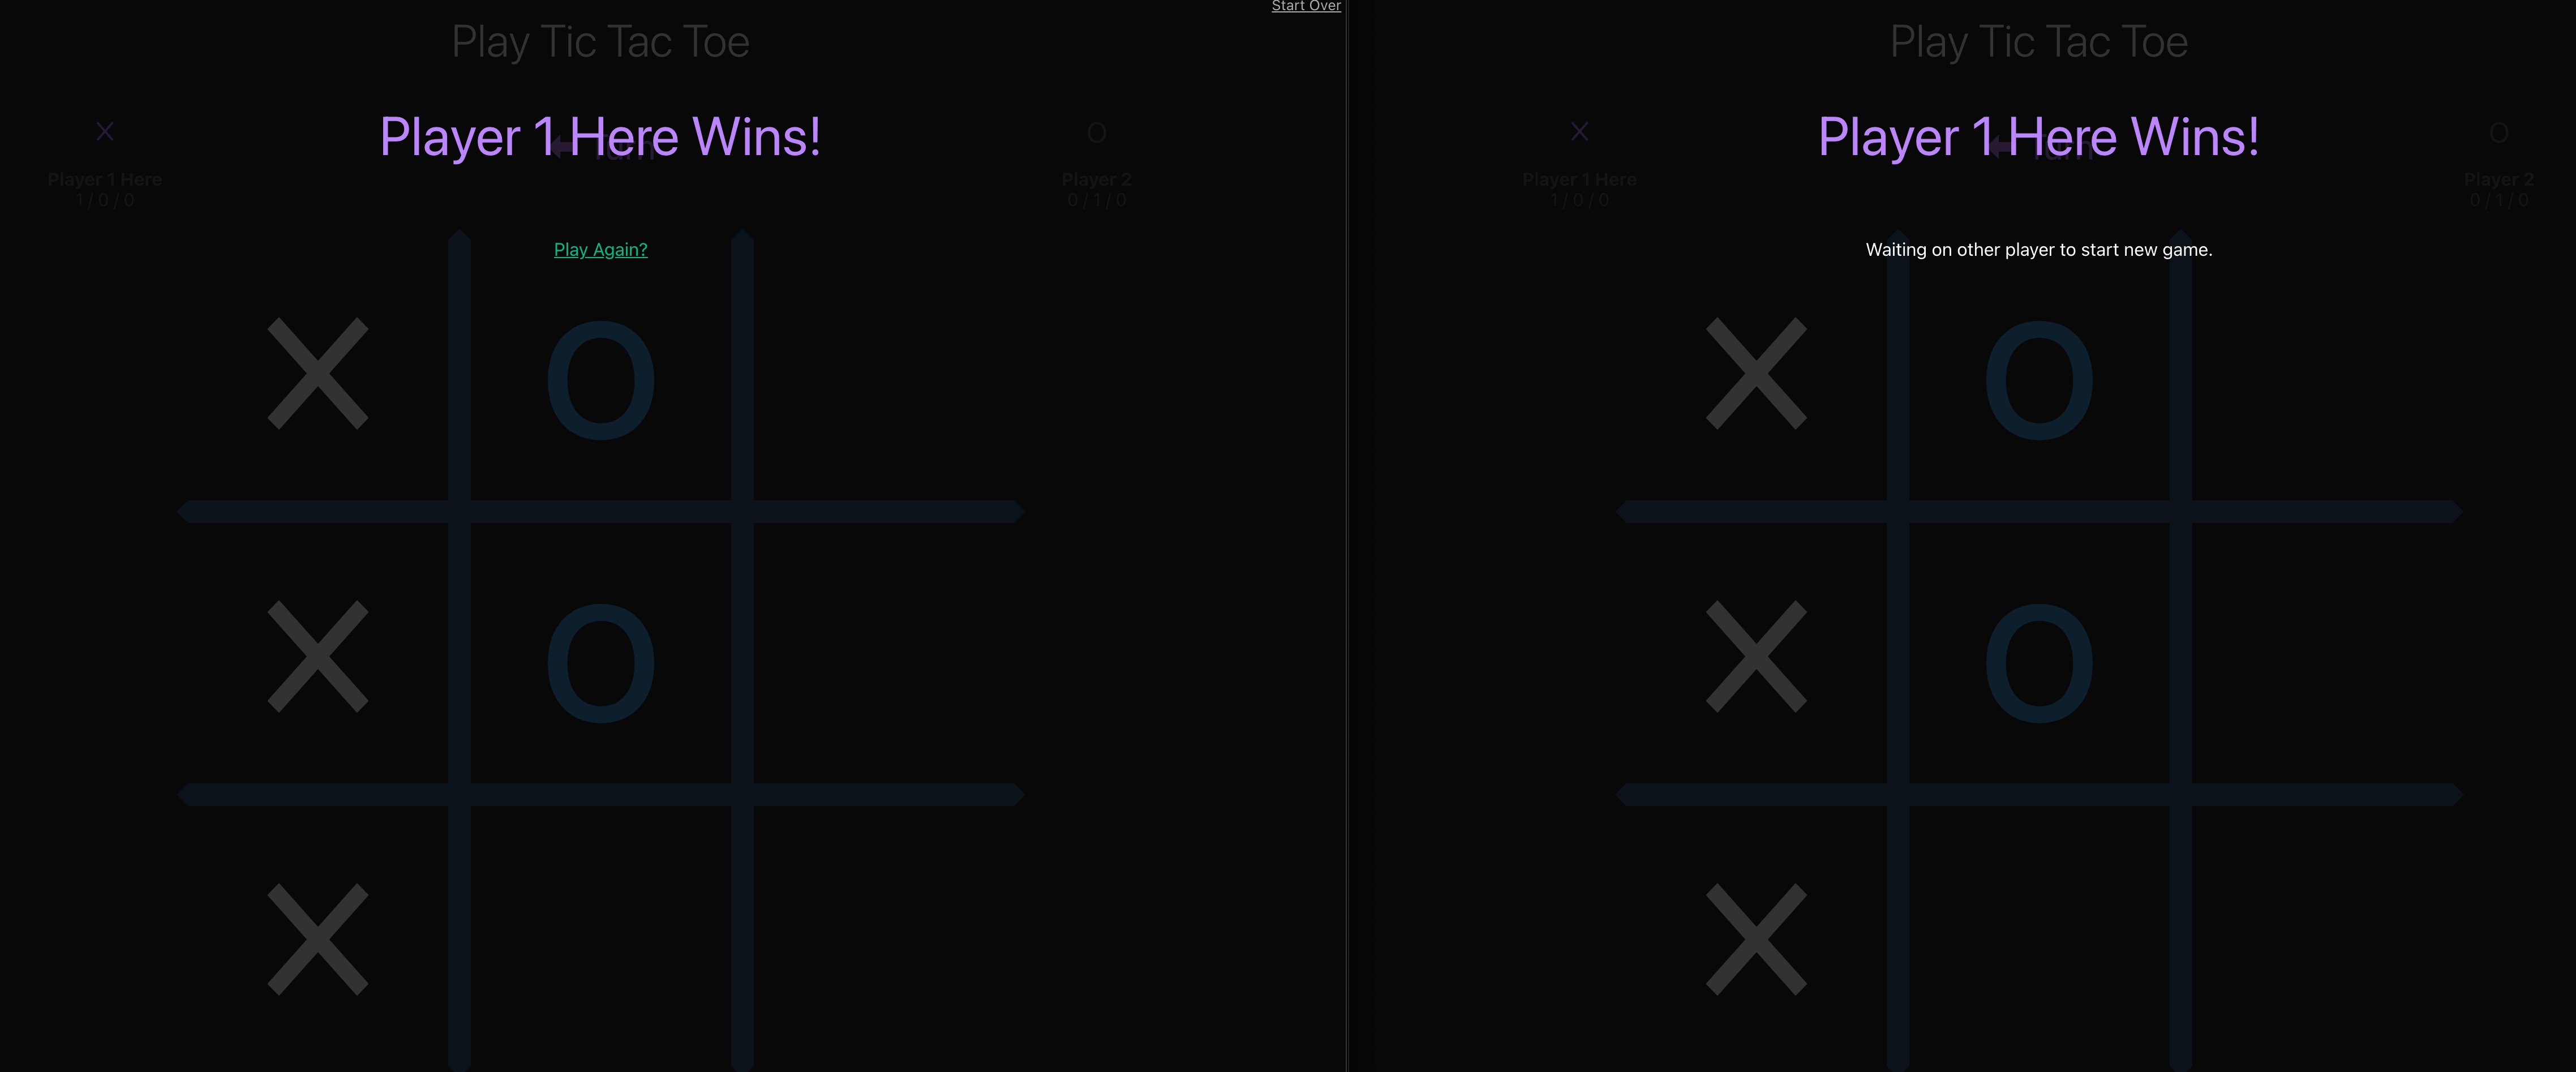 Start Over
Play Tic Tac Toe
Player 1 Here Wins!
X
Turn
O
Player 1 Here
1 / 0 / 0
Player 2
0 / 1 / 0
Play Again?
X O
X O
X
Play Tic Tac Toe
Player 1 Here Wins!
X
Turn
O
Player 1 Here
1 / 0 / 0
Player 2
0 / 1 / 0
Waiting on other player to start new game.
X O
X O
X